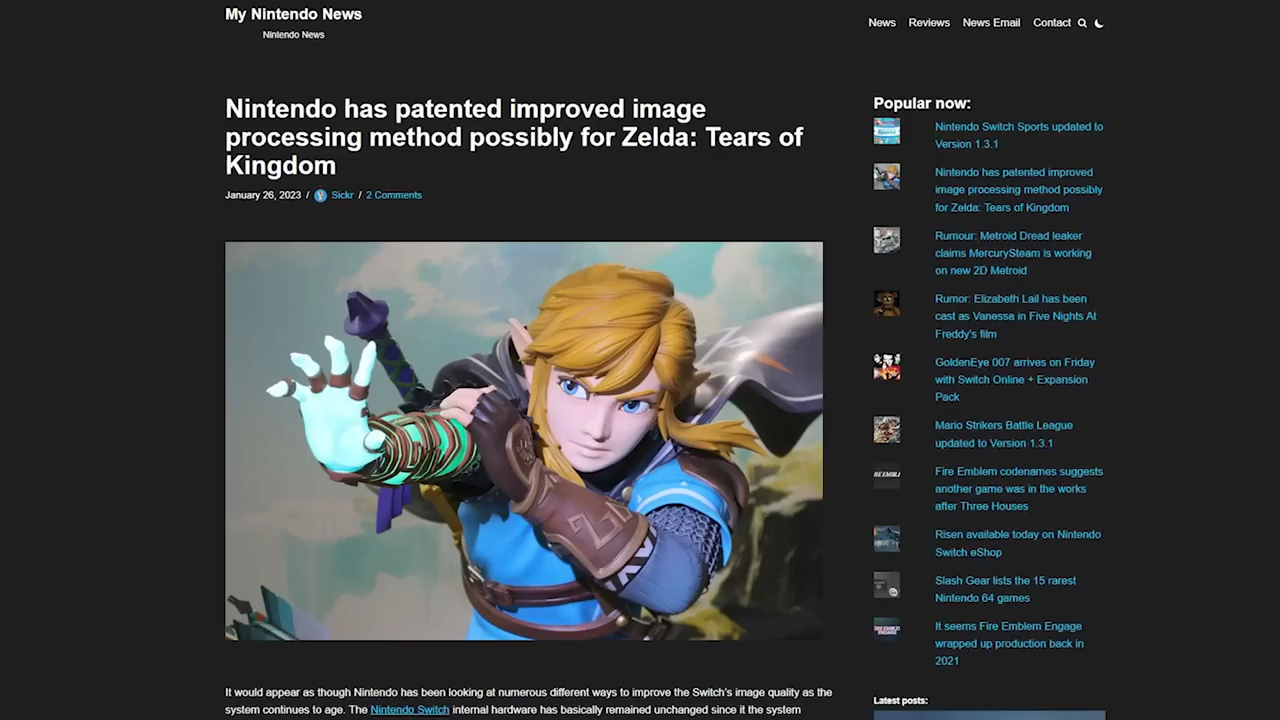 My Nintendo News
Nintendo News
News Reviews News Email Contact
Nintendo has patented improved image
processing method possibly for Zelda: Tears of
Kingdom
January 26, 2023 / Sickr / 2 Comments
It would appear as though Nintendo has been looking at numerous different ways to improve the Switch's image quality as the
system continues to age. The Nintendo Switch internal hardware has basically remained unchanged since it the system
Popular now:
Nintendo Switch Sports updated to
Version 1.3.1
Nintendo has patented improved
image processing method possibly
for Zelda: Tears of Kingdom
Rumour: Metroid Dread leaker
claims MercurySteam is working
on new 2D Metroid
Rumor: Elizabeth Lail has been
cast as Vanessa in Five Nights At
Freddy's film
GoldenEye 007 arrives on Friday
with Switch Online + Expansion
Pack
Mario Strikers Battle League
updated to Version 1.3.1
Fire Emblem codenames suggests
another game was in the works
after Three Houses
Risen available today on Nintendo
Switch eShop
Slash Gear lists the 15 rarest
Nintendo 64 games
It seems Fire Emblem Engage
wrapped up production back in
2021
Latest posts: